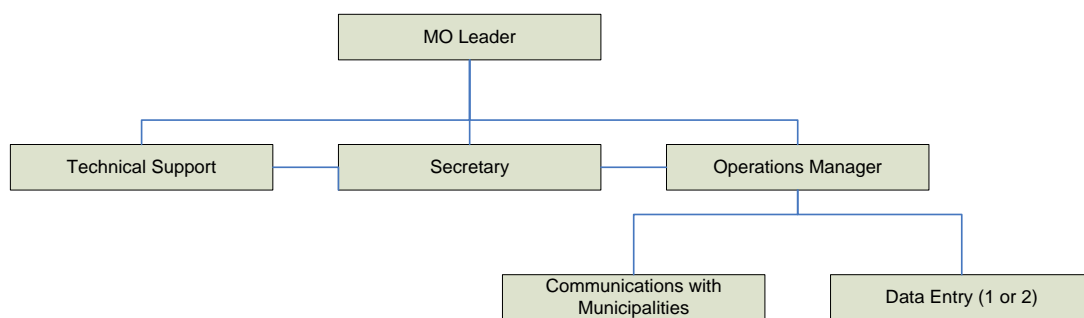 MO Leader
Technical Support
Secretary
Operations Manager
Communications with
Municipalities
Data Entry (1 or 2)